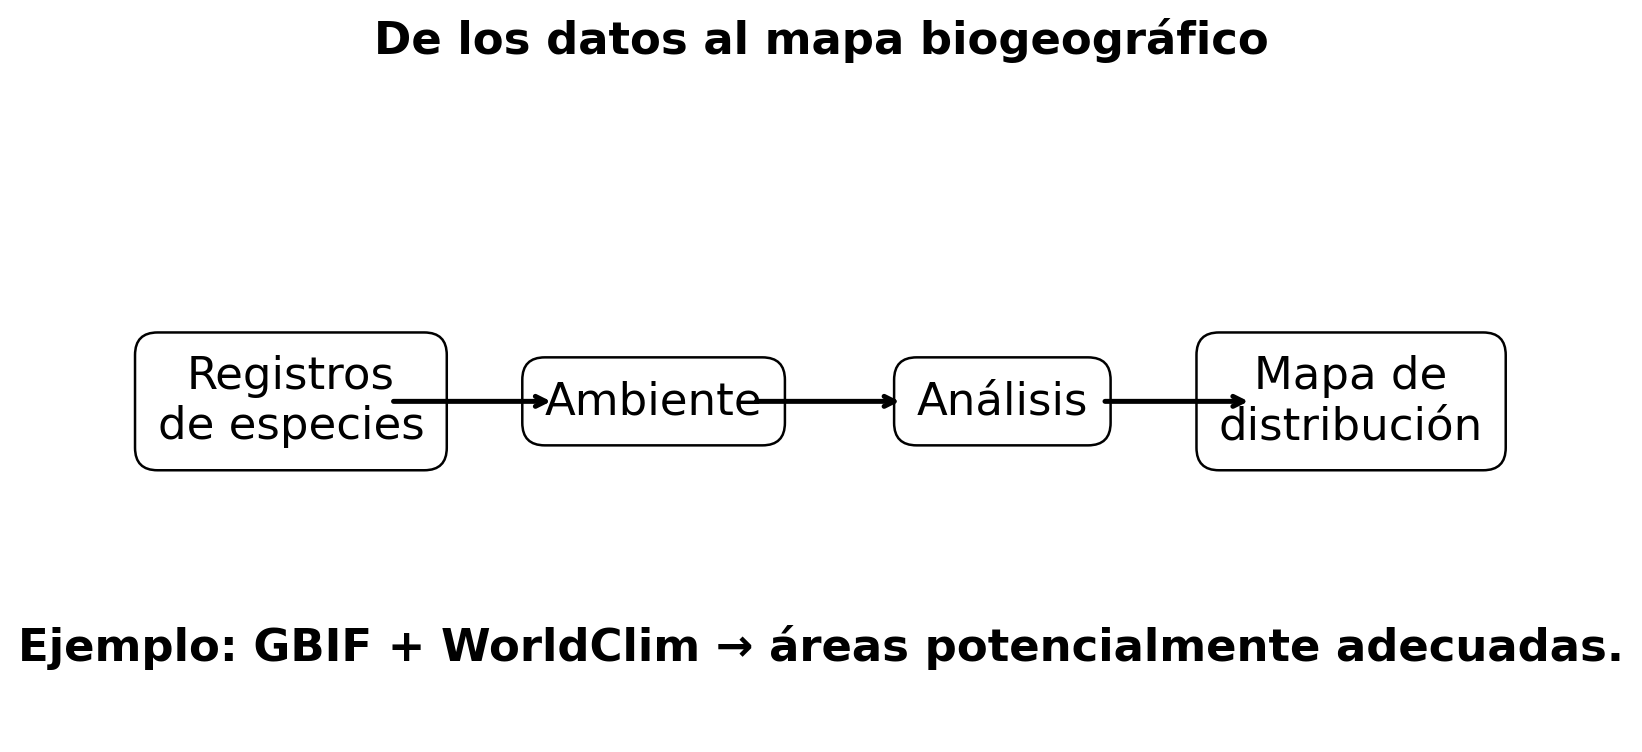 De los datos al mapa biogeográfico
Registros
de especies
Ambiente
Análisis
Mapa de
distribución
Ejemplo: GBIF + WorldClim → áreas potencialmente adecuadas.